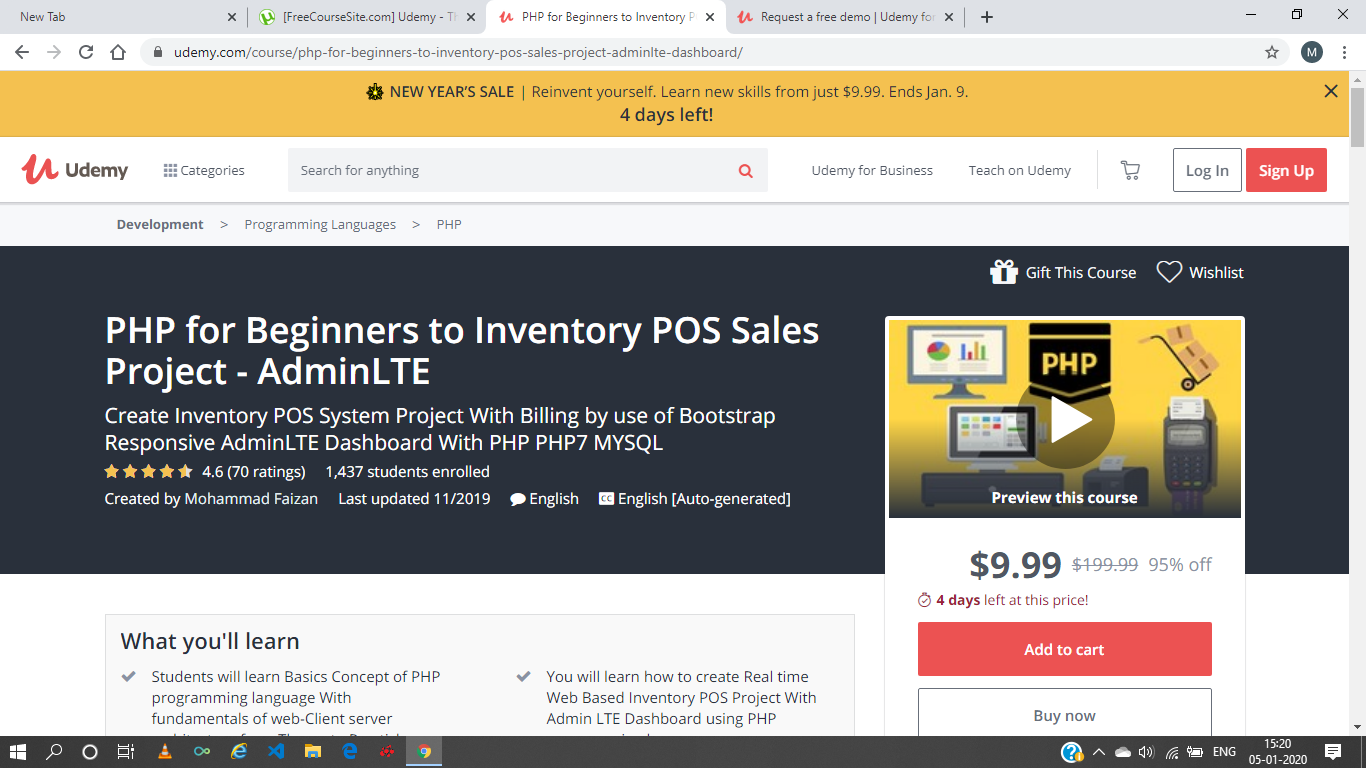 New Tab
[FreeCourseSite.com] Udemy - Th
PHP for Beginners to Inventory P
Request a free demo | Udemy for
udemy.com/course/php-for-beginners-to-inventory-pos-sales-project-adminlte-dashboard/
M
NEW YEAR'S SALE | Reinvent yourself. Learn new skills from just $9.99. Ends Jan. 9.
4 days left!
Udemy
Categories
Search for anything
Udemy for Business
Teach on Udemy
Log In
Sign Up
Development > Programming Languages > PHP
Gift This Course
Wishlist
PHP for Beginners to Inventory POS Sales
Project - AdminLTE
Create Inventory POS System Project With Billing by use of Bootstrap
Responsive AdminLTE Dashboard With PHP PHP7 MYSQL
4.6 (70 ratings) 1,437 students enrolled
Created by Mohammad Faizan Last updated 11/2019 English CC English [Auto-generated]
PHP
Preview this course
$9.99 $199.99 95% off
4 days left at this price!
Add to cart
Buy now
What you'll learn
Students will learn Basics Concept of PHP
programming language With
fundamentals of web-Client server
You will learn how to create Real time
Web Based Inventory POS Project With
Admin LTE Dashboard using PHP
ENG
15:20
05-01-2020